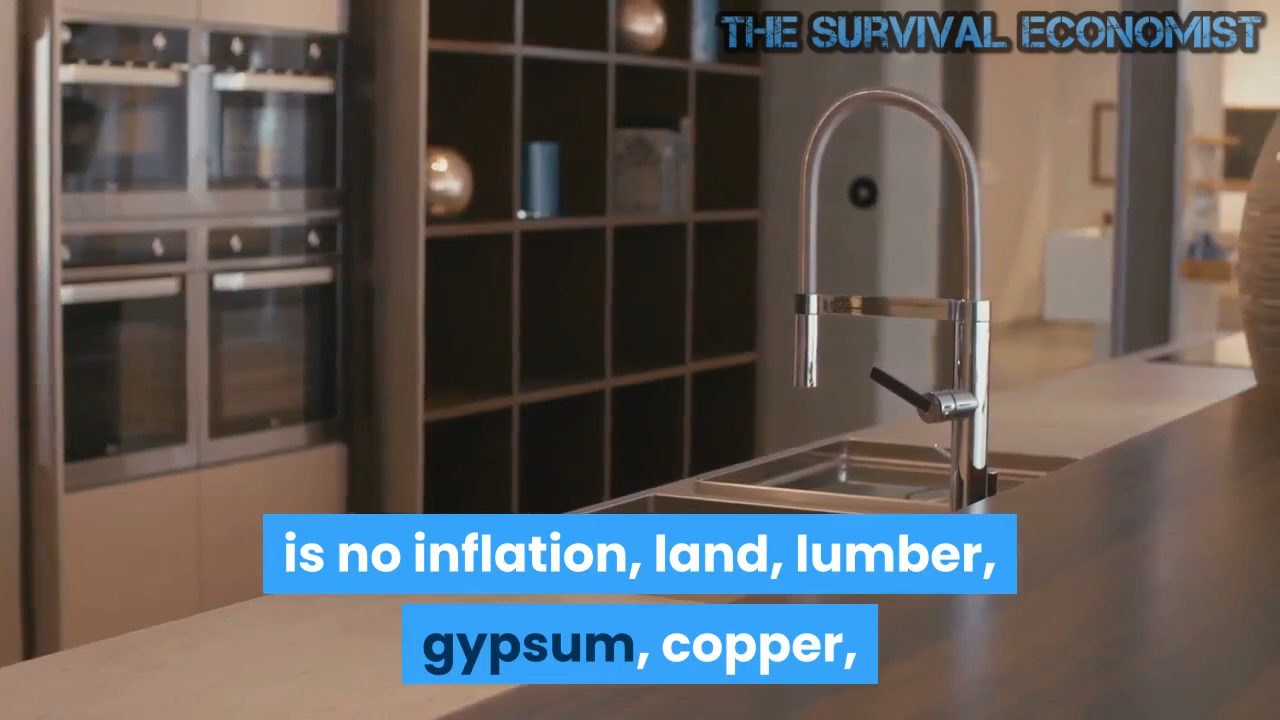 THE SURVIVAL ECONOMIST
is no inflation, land, lumber,
gypsum, copper,